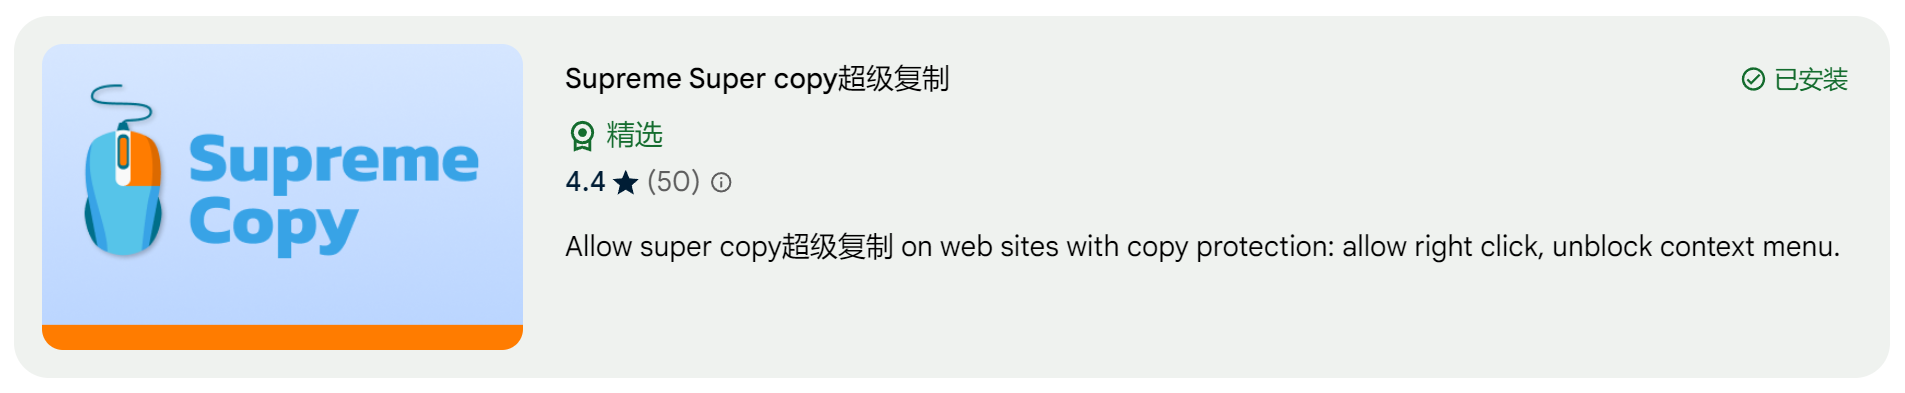 Supreme
Copy
Supreme Super copy超级复制
已安装
精选
4.4 ★ (50)
Allow super copy超级复制 on web sites with copy protection: allow right click, unblock context menu.